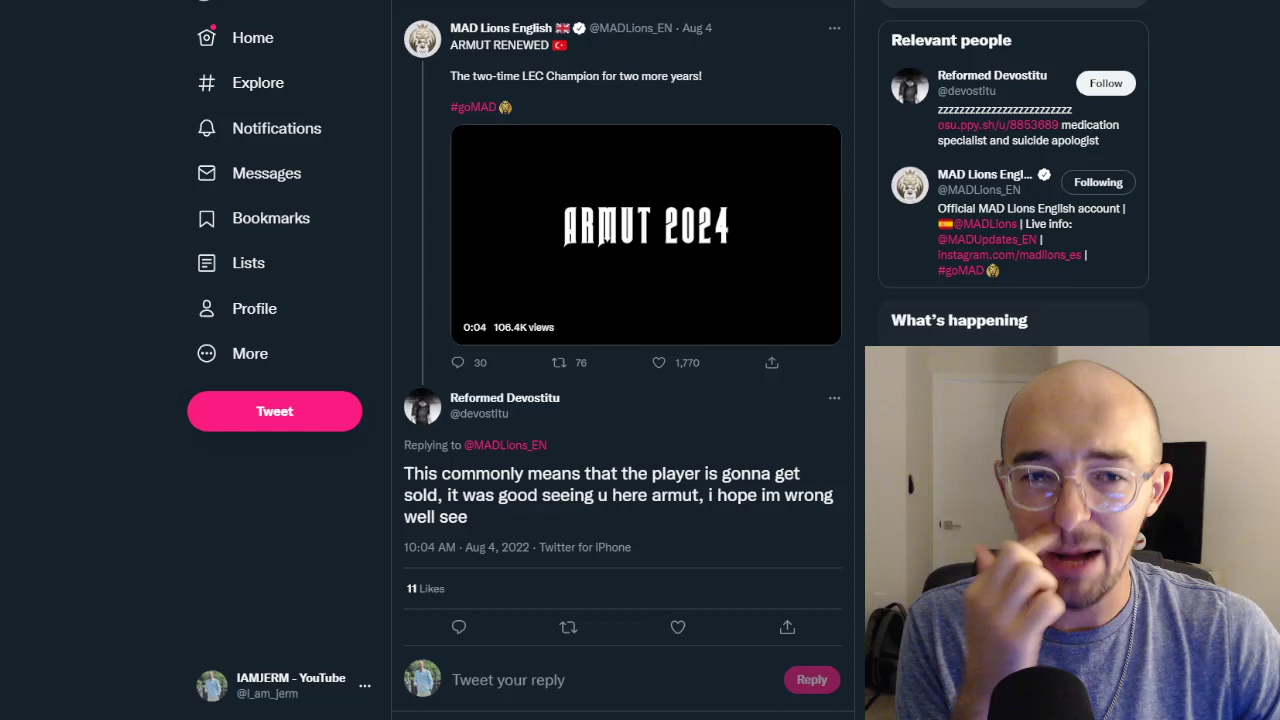 Home
Explore
Notifications
Messages
Bookmarks
Lists
Profile
More
Tweet
IAMJERM - YouTube
@I_am_jerm
MAD Lions English 🇬🇧 @MADLions_EN · Aug 4
ARMUT RENEWED 🇹🇷
The two-time LEC Champion for two more years!
#goMAD
ARMUT 2024
0:04 106.4K views
30 76 1,770
Reformed Devostitu
@devostitu
Replying to @MADLions_EN
This commonly means that the player is gonna get
sold, it was good seeing u here armut, i hope im wrong
well see
10:04 AM · Aug 4, 2022 · Twitter for iPhone
11 Likes
Tweet your reply
Reply
Relevant people
Reformed Devostitu
@devostitu
Follow
zzzzzzzzzzzzzzzzzzzzzzzzz
osu.ppy.sh/u/8853689 medication
specialist and suicide apologist
MAD Lions Engl...
@MADLions_EN
Following
Official MAD Lions English account |
🇪🇸@MADLions | Live info:
@MADUpdates_EN |
instagram.com/madlions_es |
#goMAD
What's happening